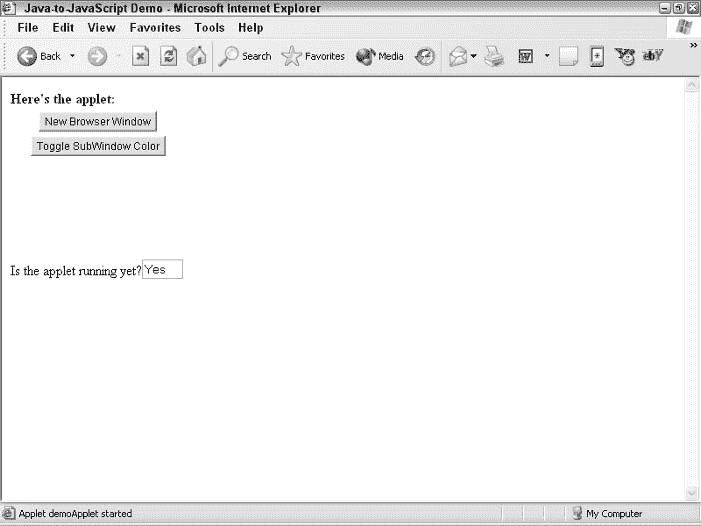 Java-to-JavaScript Demo - Microsoft Internet Explorer
File Edit View Favorites Tools Help
Back Search Favorites Media
Here's the applet:
New Browser Window
Toggle SubWindow Color
Is the applet running yet? Yes
Applet demoApplet started My Computer